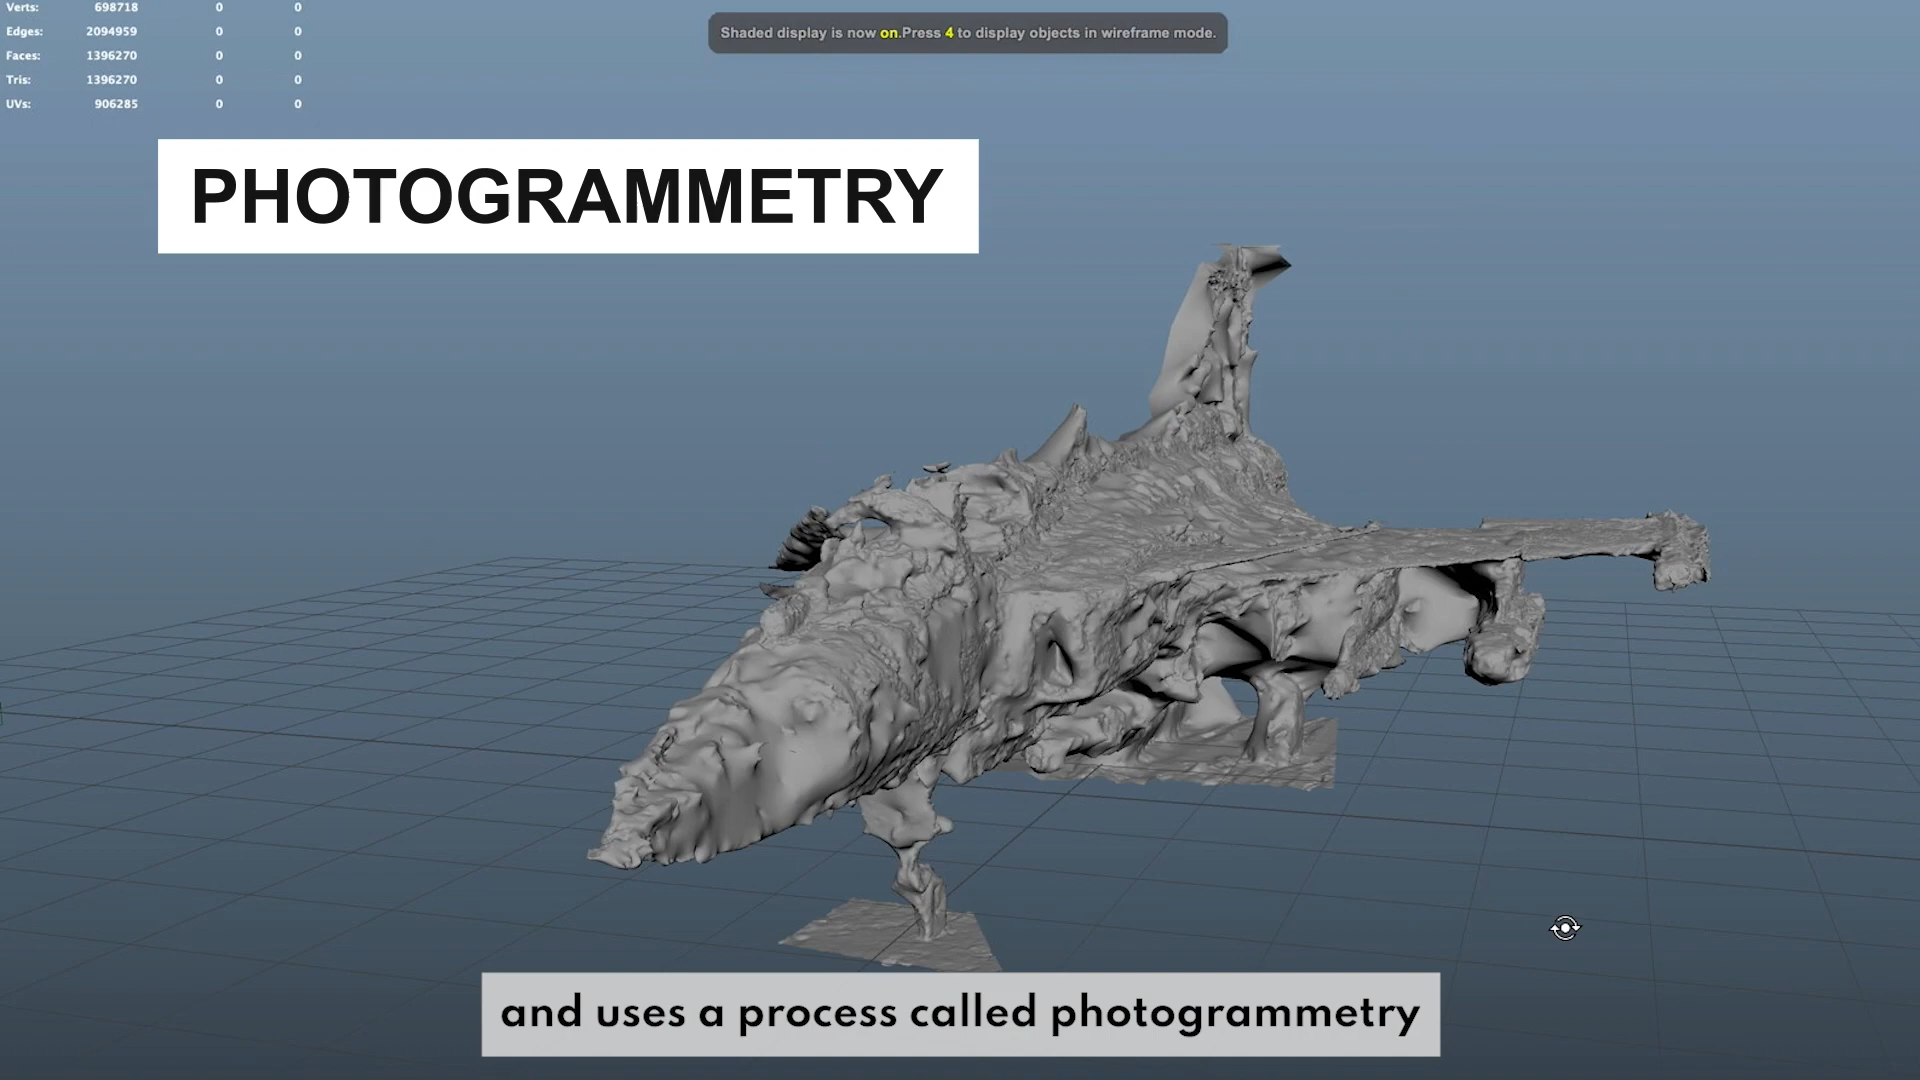 Verts: 698718 0 0
Edges: 2094959 0 0
Faces: 1396270 0 0
Tris: 1396270 0 0
UVs: 906285 0 0
Shaded display is now on.Press 4 to display objects in wireframe mode.
PHOTOGRAMMETRY
and uses a process called photogrammetry